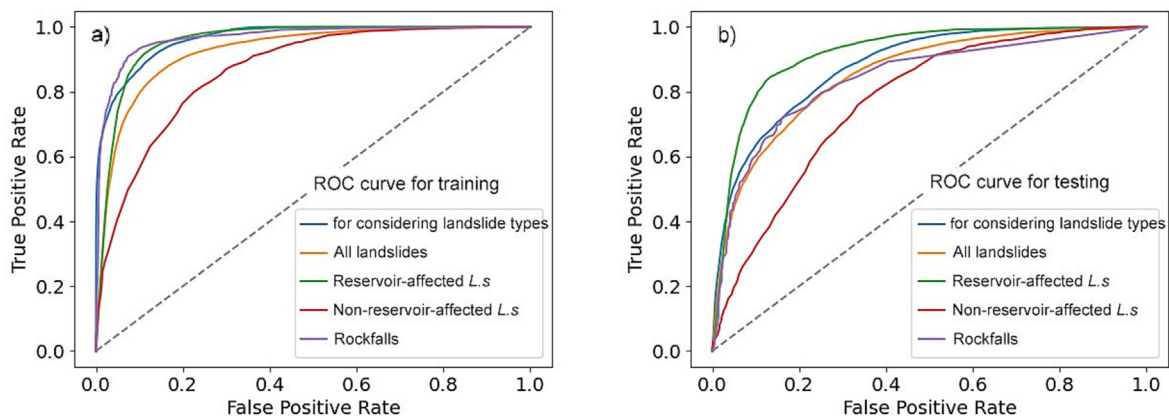 a)
1.0
0.8
0.6
0.4
0.2
0.0
True Positive Rate
ROC curve for training
for considering landslide types
All landslides
Reservoir-affected L.s
Non-reservoir-affected L.s
Rockfalls
0.0 0.2 0.4 0.6 0.8 1.0
False Positive Rate
b)
1.0
0.8
0.6
0.4
0.2
0.0
True Positive Rate
ROC curve for testing
for considering landslide types
All landslides
Reservoir-affected L.s
Non-reservoir-affected L.s
Rockfalls
0.0 0.2 0.4 0.6 0.8 1.0
False Positive Rate